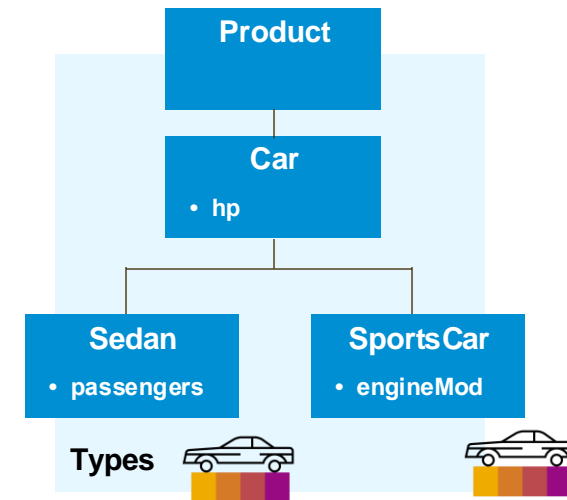 Product
Car
• hp
Sedan
• passengers
SportsCar
• engineMod
Types